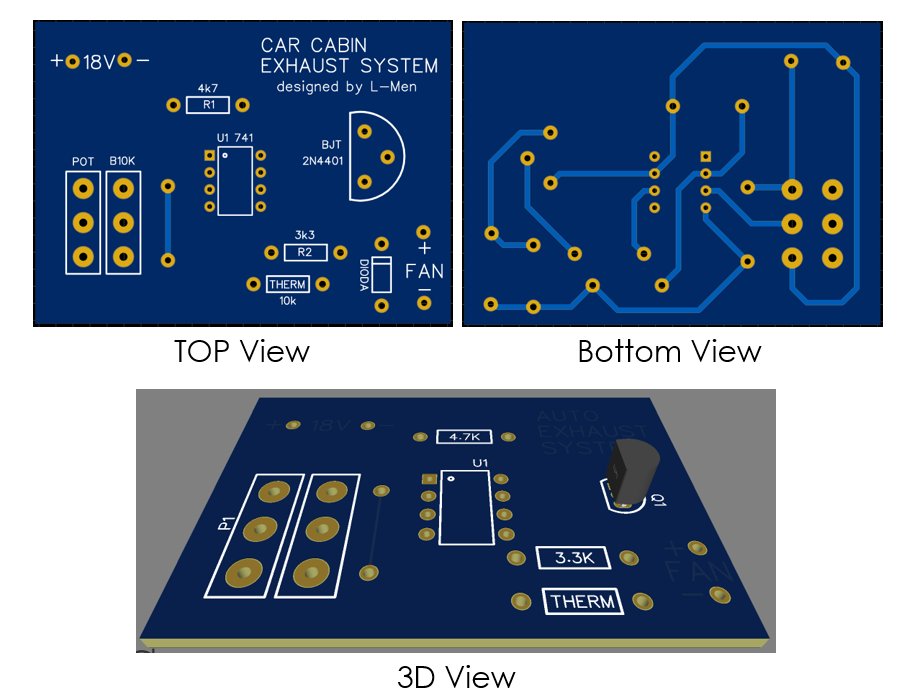 + 18V -
CAR CABIN
EXHAUST SYSTEM
designed by L-Men
4k7
R1
U1 741
BJT
2N4401
POT B10K
3k3
R2
THERM
10k
DIODA
+
FAN
-
TOP View
Bottom View
+ 18V -
AUTO
EXHAUST
SYSTE
4.7K
U1
P1
Q1
3.3K
THERM
+
FAN
-
3D View